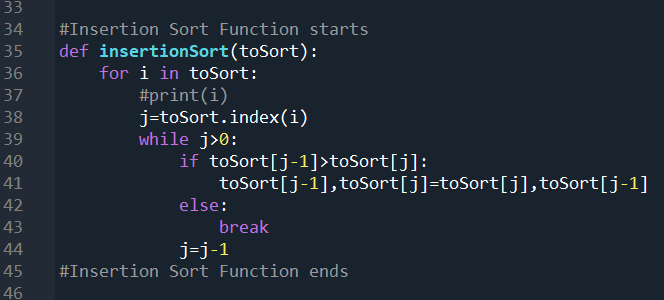 33
34 #Insertion Sort Function starts
35 def insertionSort(toSort):
36     for i in toSort:
37         #print(i)
38         j=toSort.index(i)
39         while j>0:
40             if toSort[j-1]>toSort[j]:
41                 toSort[j-1],toSort[j]=toSort[j],toSort[j-1]
42             else:
43                 break
44             j=j-1
45 #Insertion Sort Function ends
46